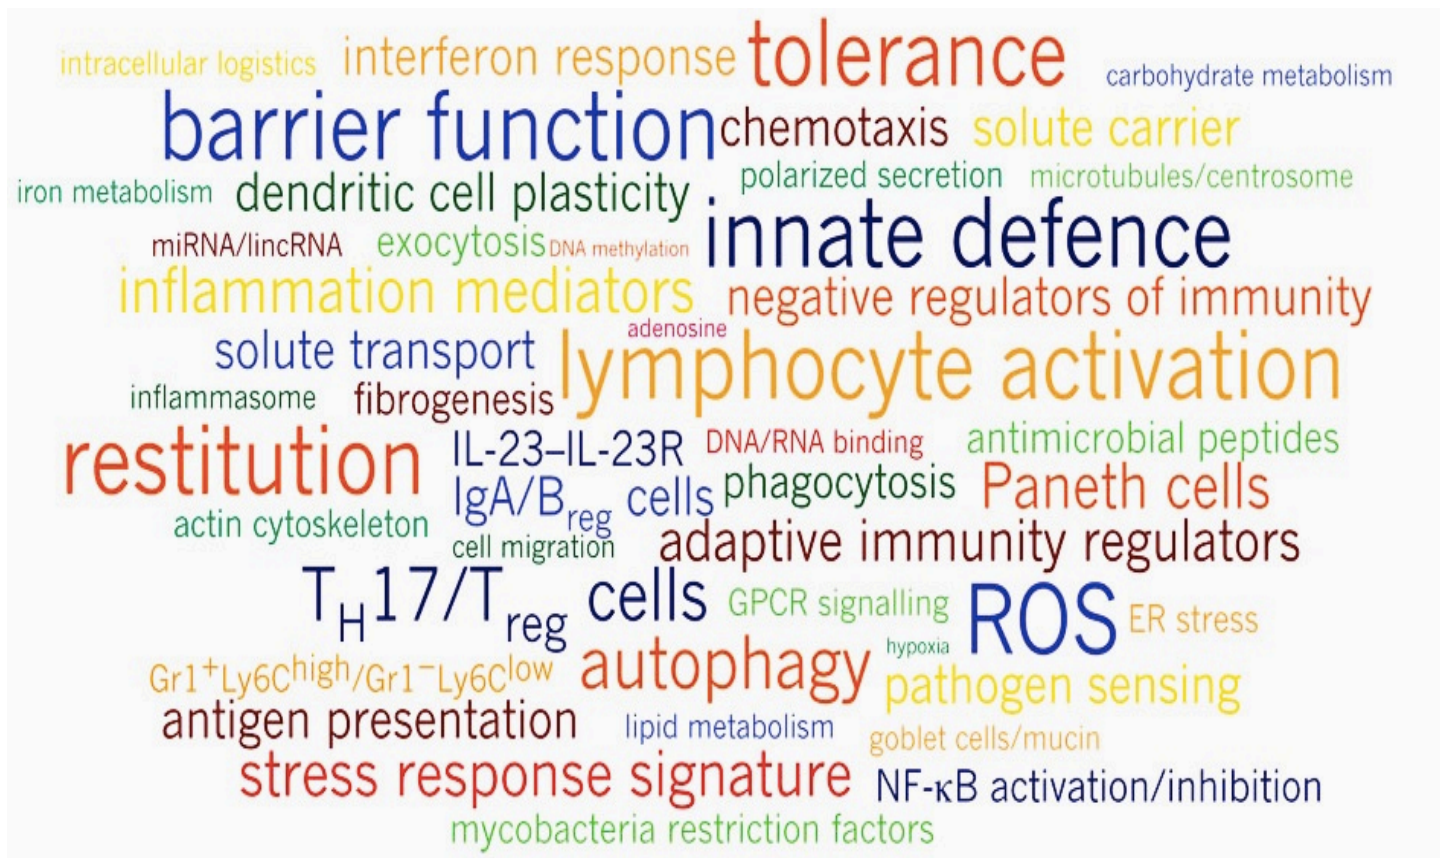 intracellular logistics interferon response tolerance carbohydrate metabolism
barrier function chemotaxis solute carrier
iron metabolism dendritic cell plasticity polarized secretion microtubules/centrosome
miRNA/lincRNA exocytosis DNA methylation innate defence
inflammation mediators negative regulators of immunity
solute transport adenosine lymphocyte activation
inflammasome fibrogenesis
restitution IL-23–IL-23R DNA/RNA binding antimicrobial peptides
IgA/Breg cells phagocytosis Paneth cells
actin cytoskeleton cell migration adaptive immunity regulators
TH17/Treg cells GPCR signalling ROS ER stress
Gr1+Ly6Chigh/Gr1−Ly6Clow autophagy hypoxia pathogen sensing
antigen presentation lipid metabolism goblet cells/mucin
stress response signature NF-κB activation/inhibition
mycobacteria restriction factors